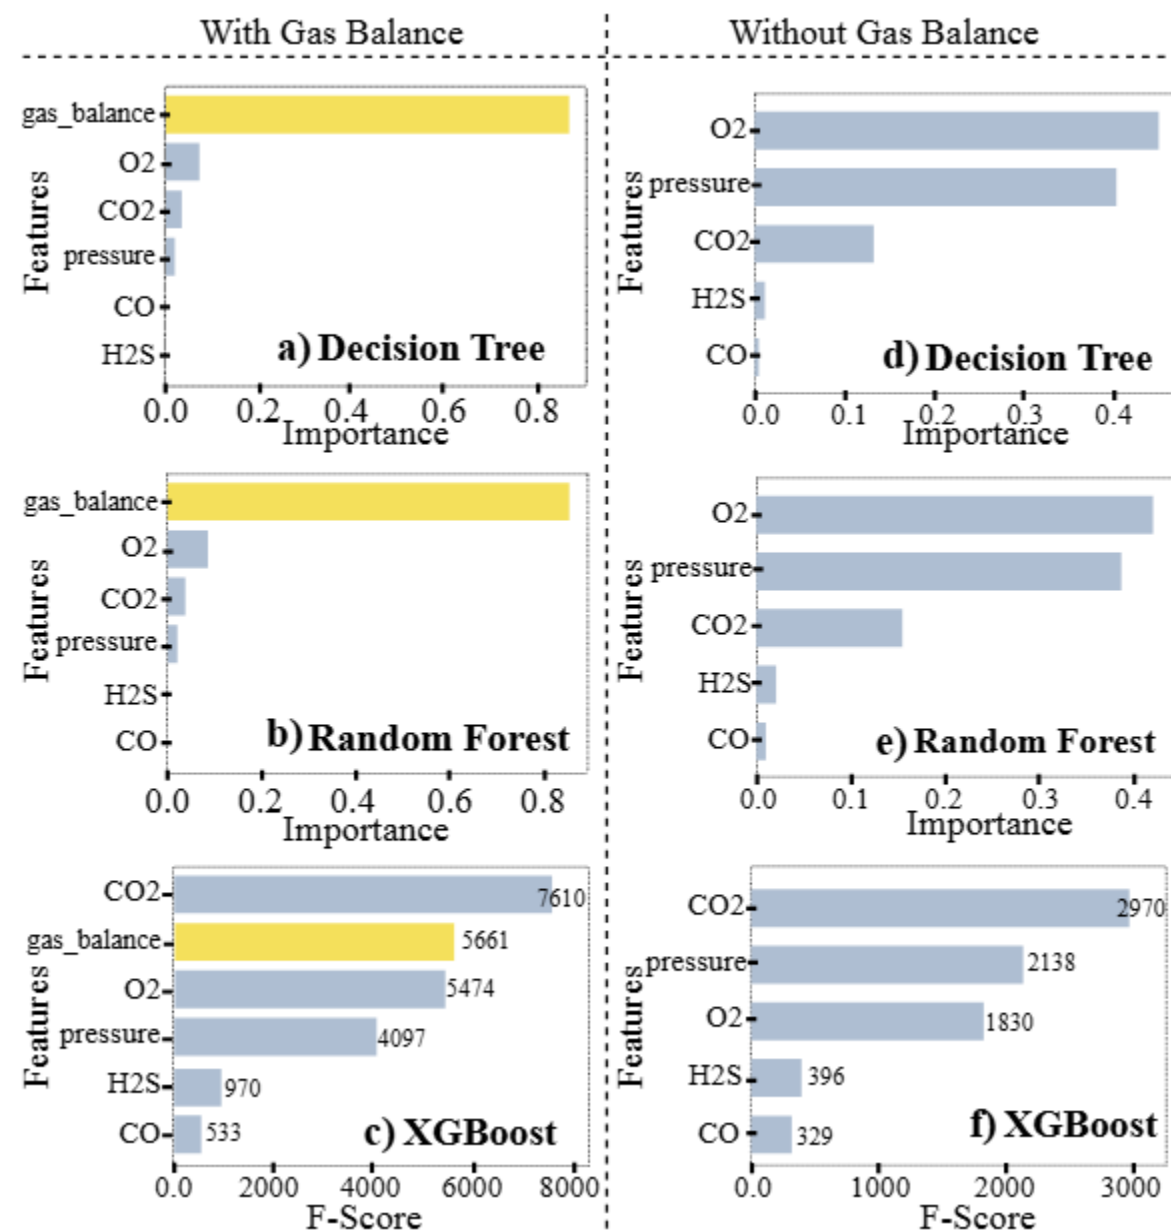 With Gas Balance
Without Gas Balance
Features
gas_balance
O2
CO2
pressure
CO
H2S
a) Decision Tree
0.0 0.2 0.4 0.6 0.8
Importance
Features
O2
pressure
CO2
H2S
CO
d) Decision Tree
0.0 0.1 0.2 0.3 0.4
Importance
Features
gas_balance
O2
CO2
pressure
H2S
CO
b) Random Forest
0.0 0.2 0.4 0.6 0.8
Importance
Features
O2
pressure
CO2
H2S
CO
e) Random Forest
0.0 0.1 0.2 0.3 0.4
Importance
Features
CO2 7610
gas_balance 5661
O2 5474
pressure 4097
H2S 970
CO 533
c) XGBoost
0.0 2000 4000 6000 8000
F-Score
Features
CO2 2970
pressure 2138
O2 1830
H2S 396
CO 329
f) XGBoost
0.0 1000 2000 3000
F-Score